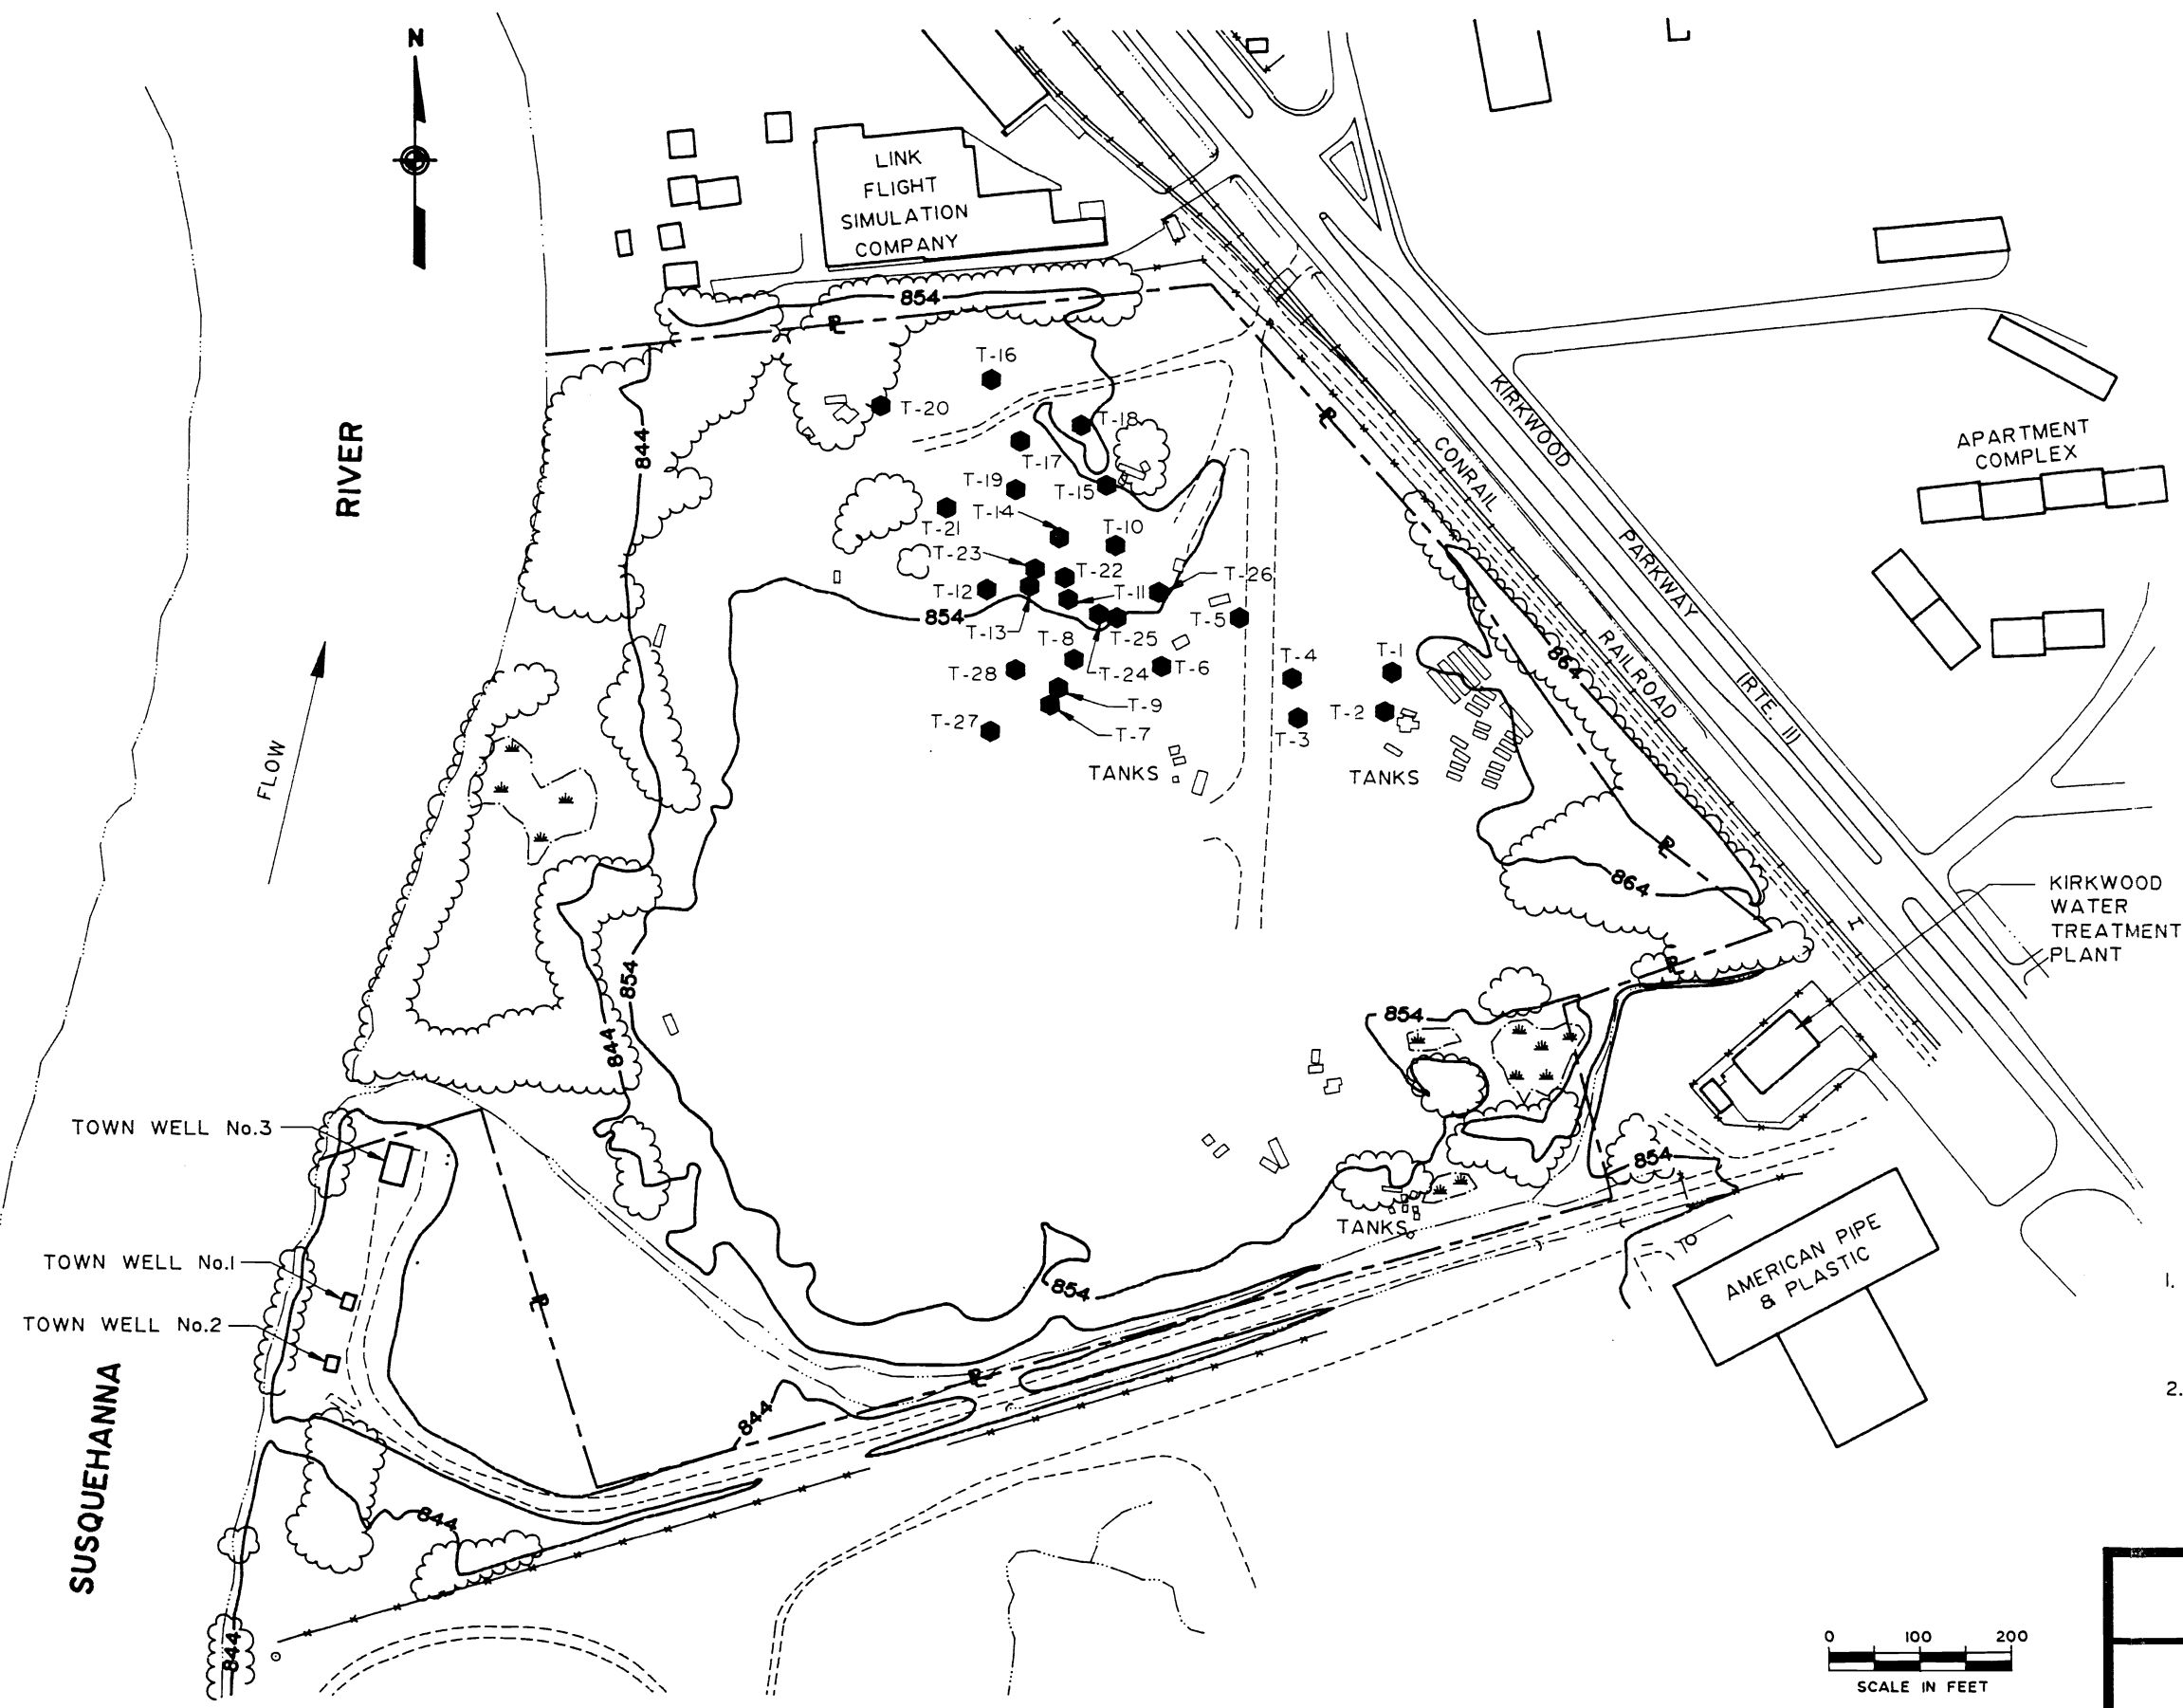 N
LINK
FLIGHT
SIMULATION
COMPANY
854
T-16
T-20
T-18
T-17
T-19
T-15
T-21
T-14
T-10
T-23
T-22
T-26
T-12
T-11
854
T-13
T-8
T-25
T-5
T-28
T-24
T-6
T-4
T-1
T-9
T-2
T-27
T-7
T-3
TANKS
TANKS
844
RIVER
FLOW
KIRKWOOD
PARKWAY
(RTE. 11)
CONRAIL
RAILROAD
APARTMENT
COMPLEX
864
864
KIRKWOOD
WATER
TREATMENT
PLANT
854
844
854
854
TOWN WELL No.3
TOWN WELL No.1
TOWN WELL No.2
TANKS
AMERICAN PIPE
& PLASTIC
854
844
844
844
SUSQUEHANNA
1.
2.
0 100 200
SCALE IN FEET